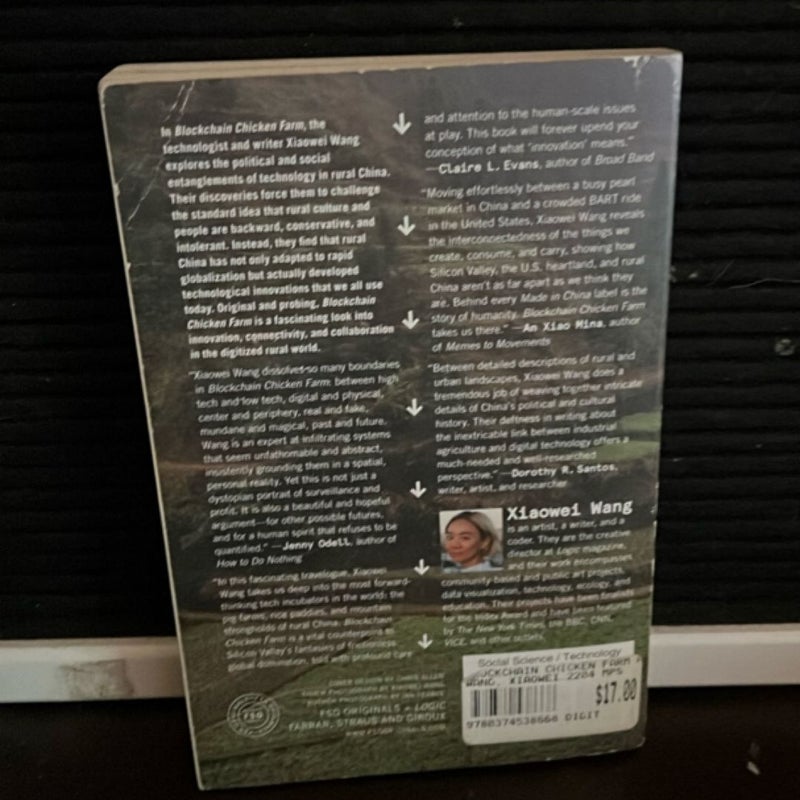 In Blockchain Chicken Farm, the
technologist and writer Xiaowei Wang
explores the political and social
entanglements of technology in rural China.
Their discoveries force them to challenge
the standard idea that rural culture and
people are backward, conservative, and
intolerant. Instead, they find that rural
China has not only adapted to rapid
globalization but actually developed
technological innovations that we all use
today. Original and probing, Blockchain
Chicken Farm is a fascinating look into
innovation, connectivity, and collaboration
in the digitized rural world.
"Xiaowei Wang dissolves so many boundaries
in Blockchain Chicken Farm: between high
tech and low tech, digital and physical,
center and periphery, real and fake,
mundane and magical, past and future.
Wang is an expert at infiltrating systems
that seem unfathomable and abstract,
insistently grounding them in a spatial,
personal reality. Yet this is not just a
dystopian portrait of surveillance and
profit. It is also a beautiful and hopeful
argument—for other possible futures,
and for a human spirit that refuses to be
quantified." —Jenny Odell, author of
How to Do Nothing
"In this fascinating travelogue, Xiaowei
Wang takes us deep into the most forward-
thinking tech incubators in the world: the
pig farms, rice paddies, and mountain
strongholds of rural China. Blockchain
Chicken Farm is a vital counterpoint to
Silicon Valley's fantasies of frictionless
global domination, told with profound care
and attention to the human-scale issues
at play. This book will forever upend your
conception of what 'innovation' means."
—Claire L. Evans, author of Broad Band
"Moving effortlessly between a busy pearl
market in China and a crowded BART ride
in the United States, Xiaowei Wang reveals
the interconnectedness of the things we
create, consume, and carry, showing how
Silicon Valley, the U.S. heartland, and rural
China aren't as far apart as we think they
are. Behind every Made in China label is the
story of humanity. Blockchain Chicken Farm
takes us there." —An Xiao Mina, author
of Memes to Movements
"Between detailed descriptions of rural and
urban landscapes, Xiaowei Wang does a
tremendous job of weaving together intricate
details of China's political and cultural
history. Their deftness in writing about
the inextricable link between industrial
agriculture and digital technology offers a
much-needed and well-researched
perspective." —Dorothy R. Santos,
writer, artist, and researcher
Xiaowei Wang
is an artist, a writer, and a
coder. They are the creative
director at Logic magazine,
and their work encompasses
community-based and public art projects,
data visualization, technology, ecology, and
education. Their projects have been finalists
for the Index Award and have been featured
by The New York Times, the BBC, CNN,
VICE, and other outlets.
COVER DESIGN BY
FSG ORIGINALS × LOGIC
FARRAR, STRAUS AND GIROUX
FSG
Social Science / Technology
BLOCKCHAIN CHICKEN FARM
WANG, XIAOWEI 2204 MPS
$17.00
9780374538668 DIGIT